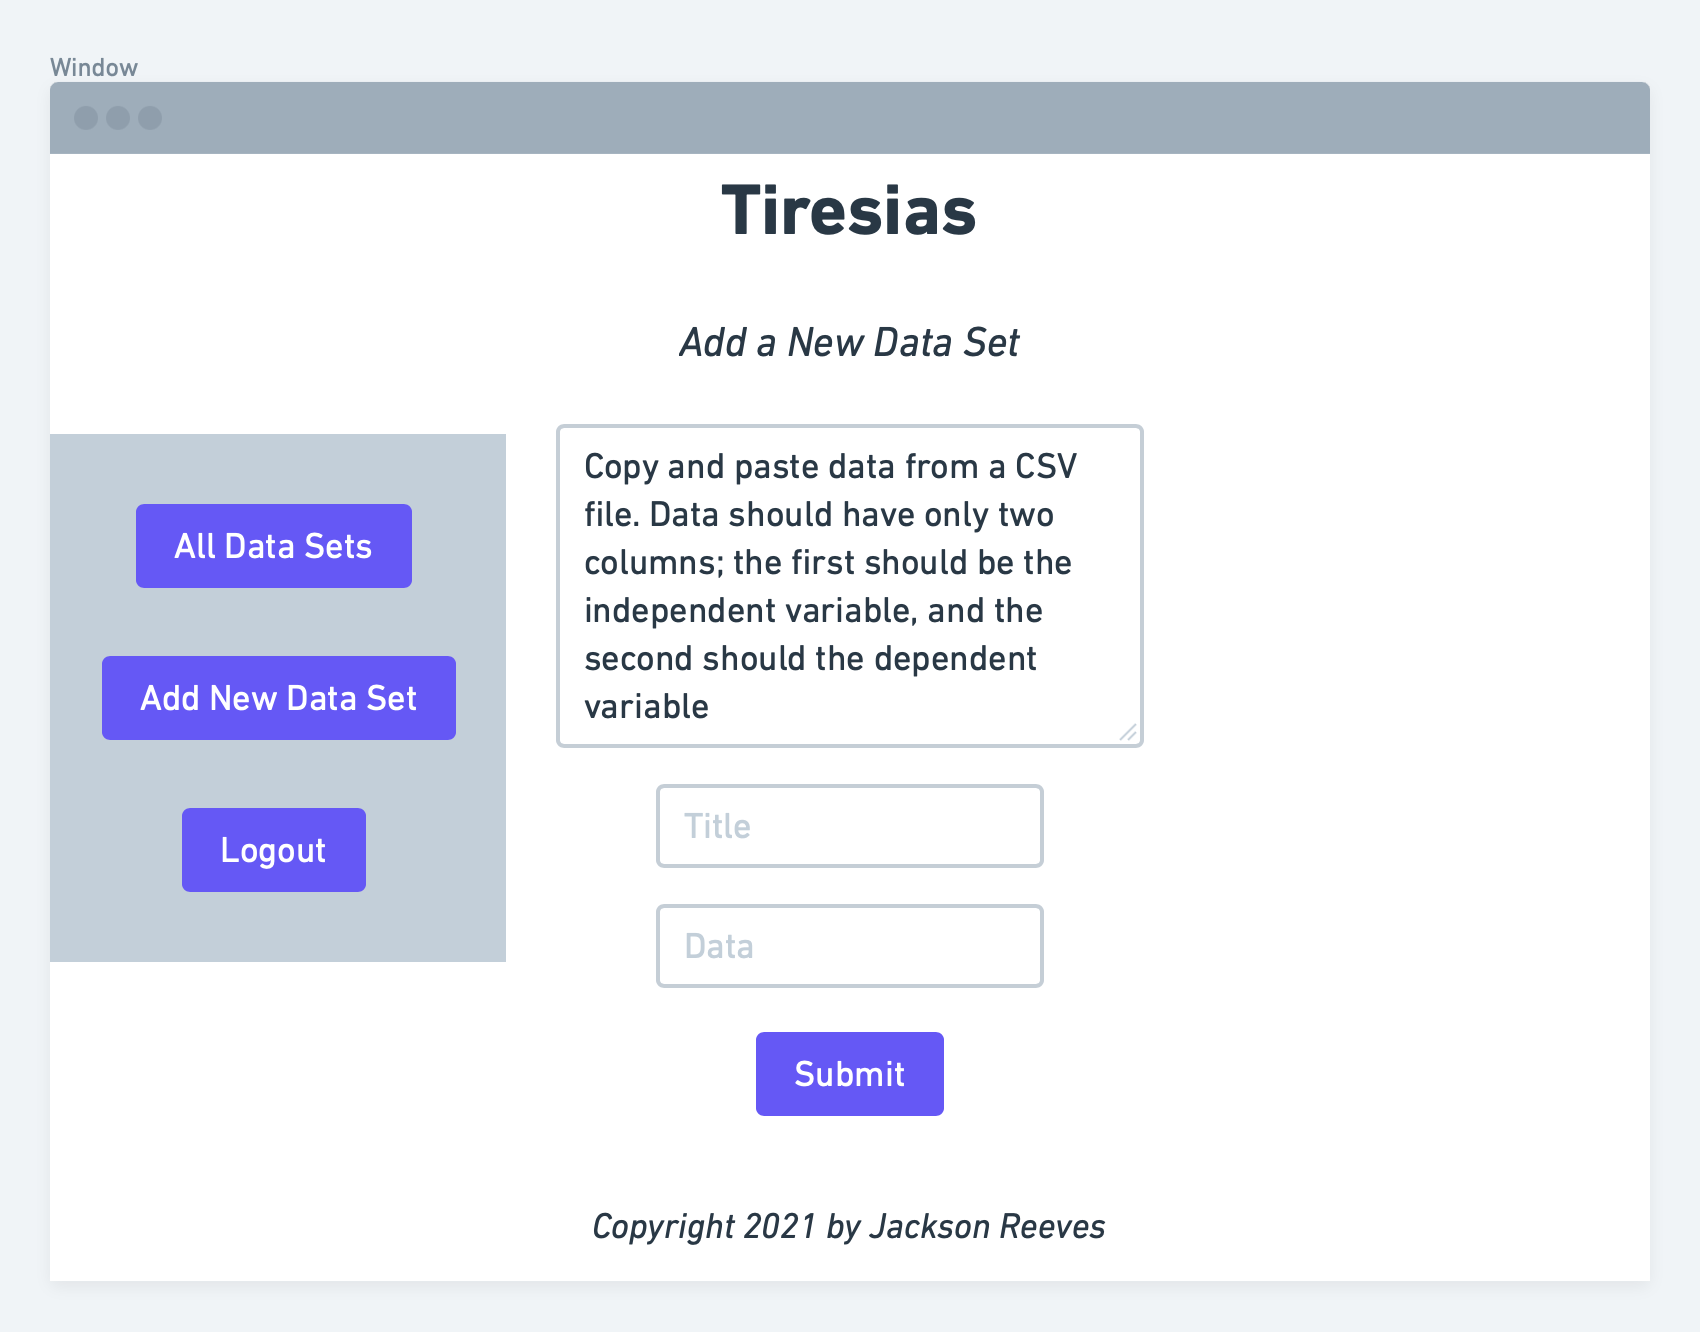 Window
Tiresias
Add a New Data Set
All Data Sets
Add New Data Set
Logout
Copy and paste data from a CSV
file. Data should have only two
columns; the first should be the
independent variable, and the
second should the dependent
variable
Title
Data
Submit
Copyright 2021 by Jackson Reeves